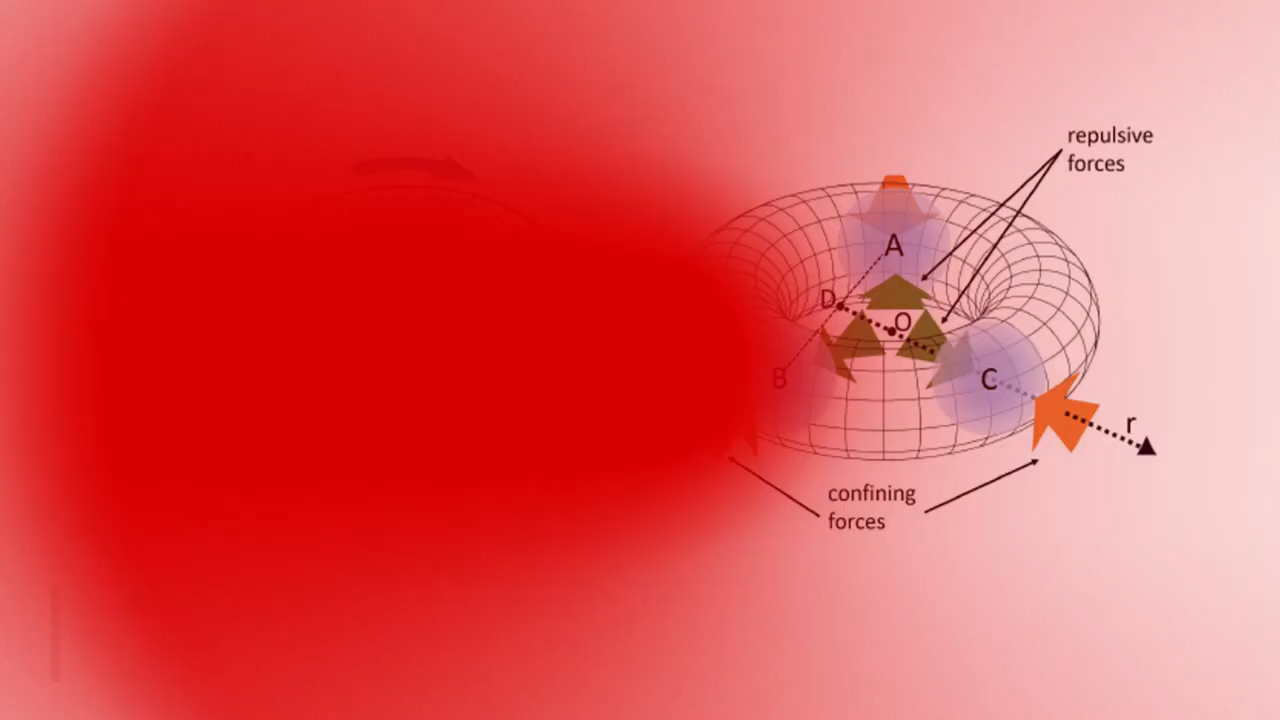 repulsive
forces
A
D
O
B
C
r
confining
forces